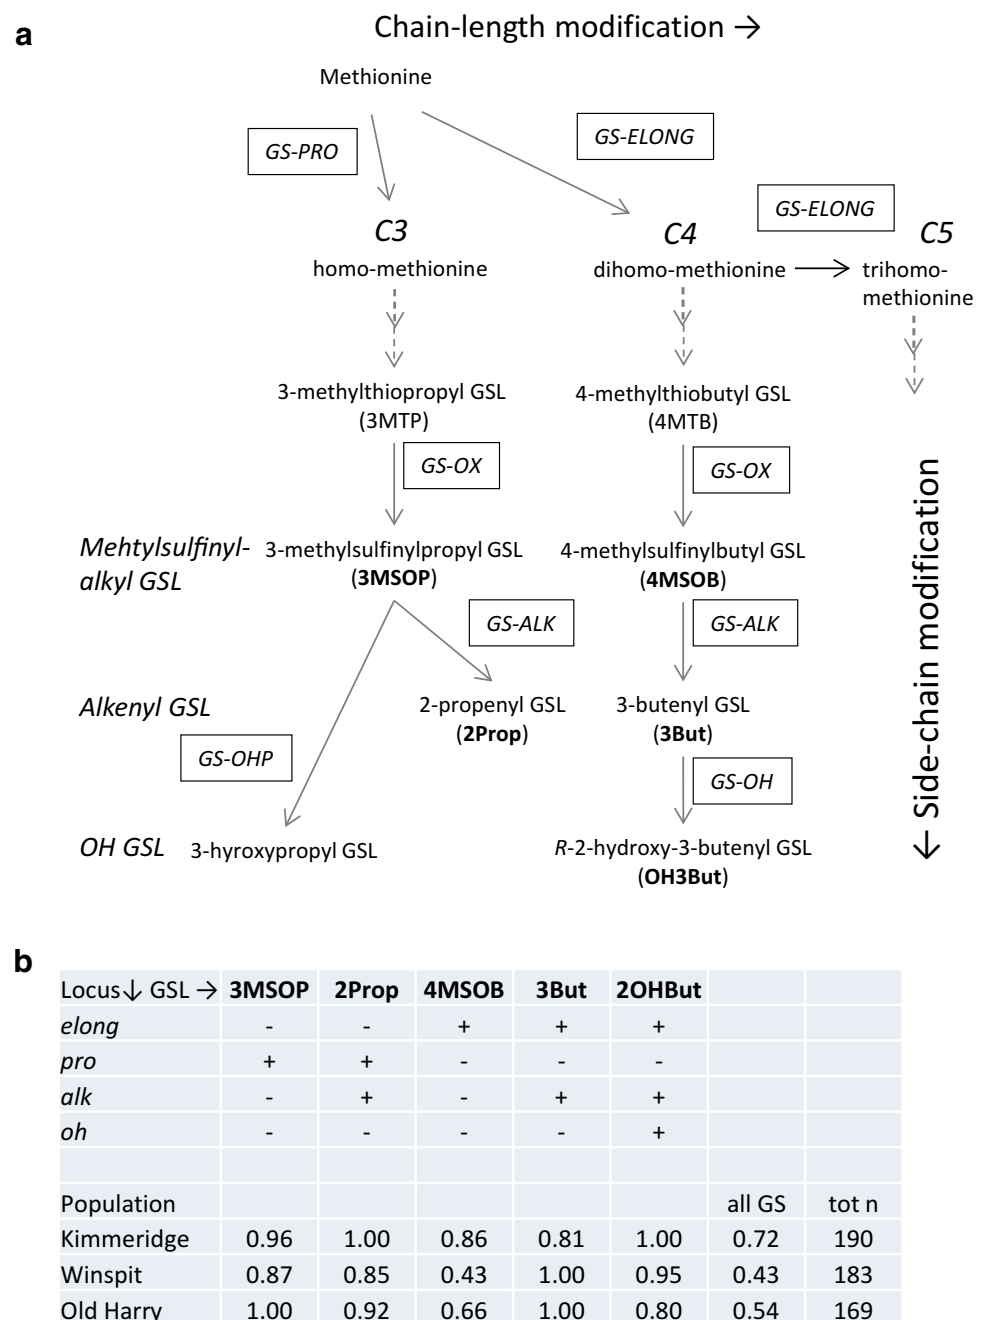 a
Chain-length modification →
Methionine
GS-PRO
GS-ELONG
GS-ELONG
C3
C4
C5
homo-methionine
dihomo-methionine
trihomo-
methionine
3-methylthiopropyl GSL
(3MTP)
4-methylthiobutyl GSL
(4MTB)
GS-OX
GS-OX
Mehtylsulfinyl-
alkyl GSL
3-methylsulfinylpropyl GSL
(3MSOP)
4-methylsulfinylbutyl GSL
(4MSOB)
GS-ALK
GS-ALK
Alkenyl GSL
2-propenyl GSL
(2Prop)
3-butenyl GSL
(3But)
GS-OHP
GS-OH
OH GSL
3-hyroxypropyl GSL
R-2-hydroxy-3-butenyl GSL
(OH3But)
← Side-chain modification
b
Locus↓ GSL → 3MSOP 2Prop 4MSOB 3But 2OHBut
elong - - + + +
pro + + - - -
alk - + - + +
oh - - - - +
Population all GS tot n
Kimmeridge 0.96 1.00 0.86 0.81 1.00 0.72 190
Winspit 0.87 0.85 0.43 1.00 0.95 0.43 183
Old Harry 1.00 0.92 0.66 1.00 0.80 0.54 169